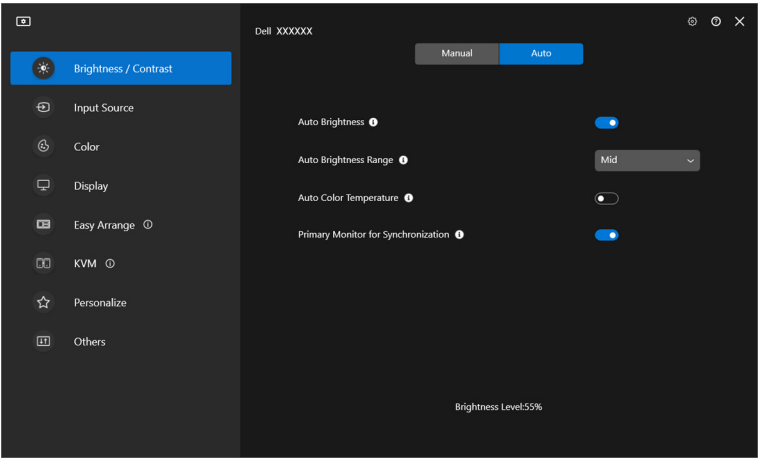 Dell XXXXXX
Manual
Auto
Brightness / Contrast
Input Source
Color
Display
Easy Arrange
KVM
Personalize
Others
Auto Brightness
Auto Brightness Range
Mid
Auto Color Temperature
Primary Monitor for Synchronization
Brightness Level:55%